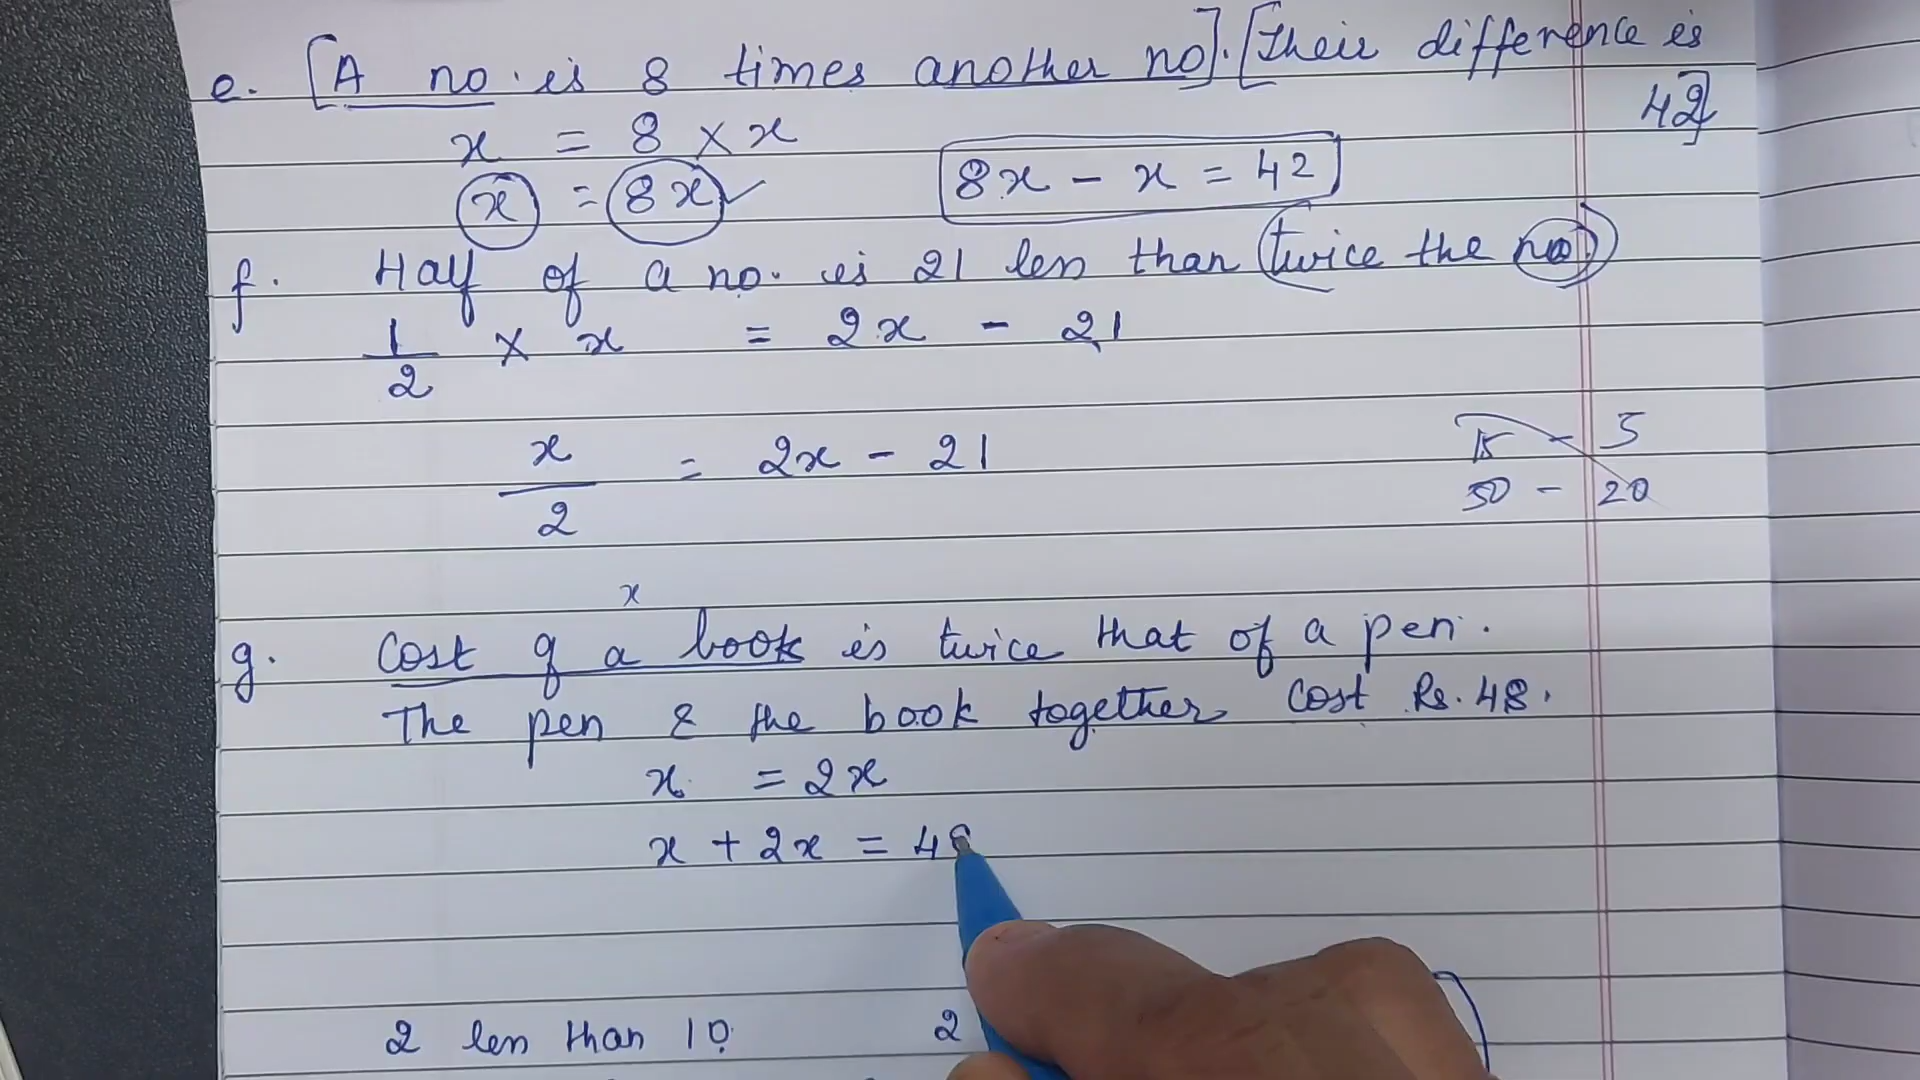 e. [A no. is 8 times another no]. [Their difference is
42]
x = 8 × x
x = 8x ✓ 8x - x = 42
f. Half of a no. is 21 less than (twice the no.)
1/2 × x = 2x - 21
15 - 5
x/2 = 2x - 21
50 - 20
x
g. Cost of a book is twice that of a pen.
The pen & the book together cost Rs. 48.
x = 2x
x + 2x = 48
2 less than 10 2